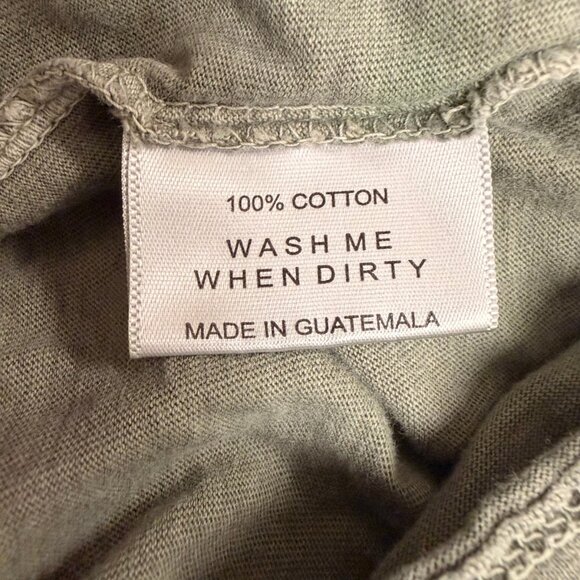 100% COTTON
WASH ME
WHEN DIRTY
MADE IN GUATEMALA